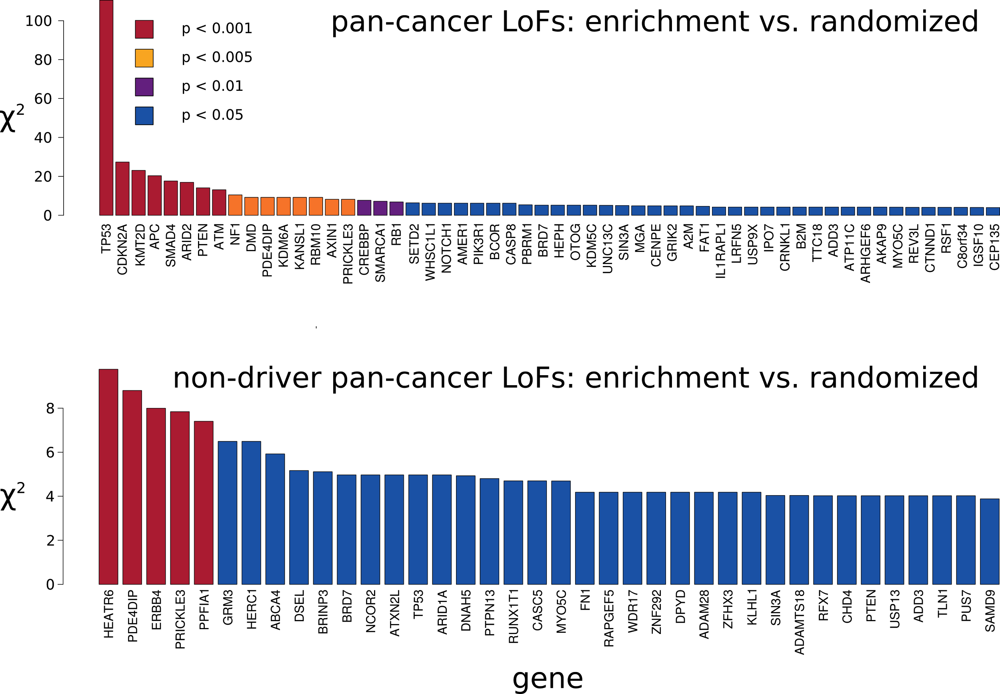 pan-cancer LoFs: enrichment vs. randomized
p < 0.001
p < 0.005
p < 0.01
p < 0.05
100
80
60
40
20
0
χ2
TP53
CDKN2A
KMT2D
APC
SMAD4
ARID2
PTEN
ATM
NF1
DMD
PDE4DIP
KDM6A
KANSL1
RBM10
AXIN1
PRICKLE3
CREBBP
SMARCA1
RB1
SETD2
WHSC1L1
NOTCH1
AMER1
PIK3R1
BCOR
CASP8
PBRM1
BRD7
HEPH
OTOG
KDM5C
UNC13C
SIN3A
MGA
CENPE
GRIK2
A2M
FAT1
IL1RAPL1
LRFN5
USP9X
IPO7
CRNKL1
B2M
TTC18
ADD3
ATP11C
ARHGEF6
AKAP9
MYO5C
REV3L
CTNND1
RSF1
C8orf34
IGSF10
CEP135
non-driver pan-cancer LoFs: enrichment vs. randomized
8
6
4
2
0
χ2
HEATR6
PDE4DIP
ERBB4
PRICKLE3
PPFIA1
GRM3
HERC1
ABCA4
DSEL
BRINP3
BRD7
NCOR2
ATXN2L
TP53
ARID1A
DNAH5
PTPN13
RUNX1T1
CASC5
MYO5C
FN1
RAPGEF5
WDR17
ZNF292
DPYD
ADAM28
ZFHX3
KLHL1
SIN3A
ADAMTS18
RFX7
CHD4
PTEN
USP13
ADD3
TLN1
PUS7
SAMD9
gene